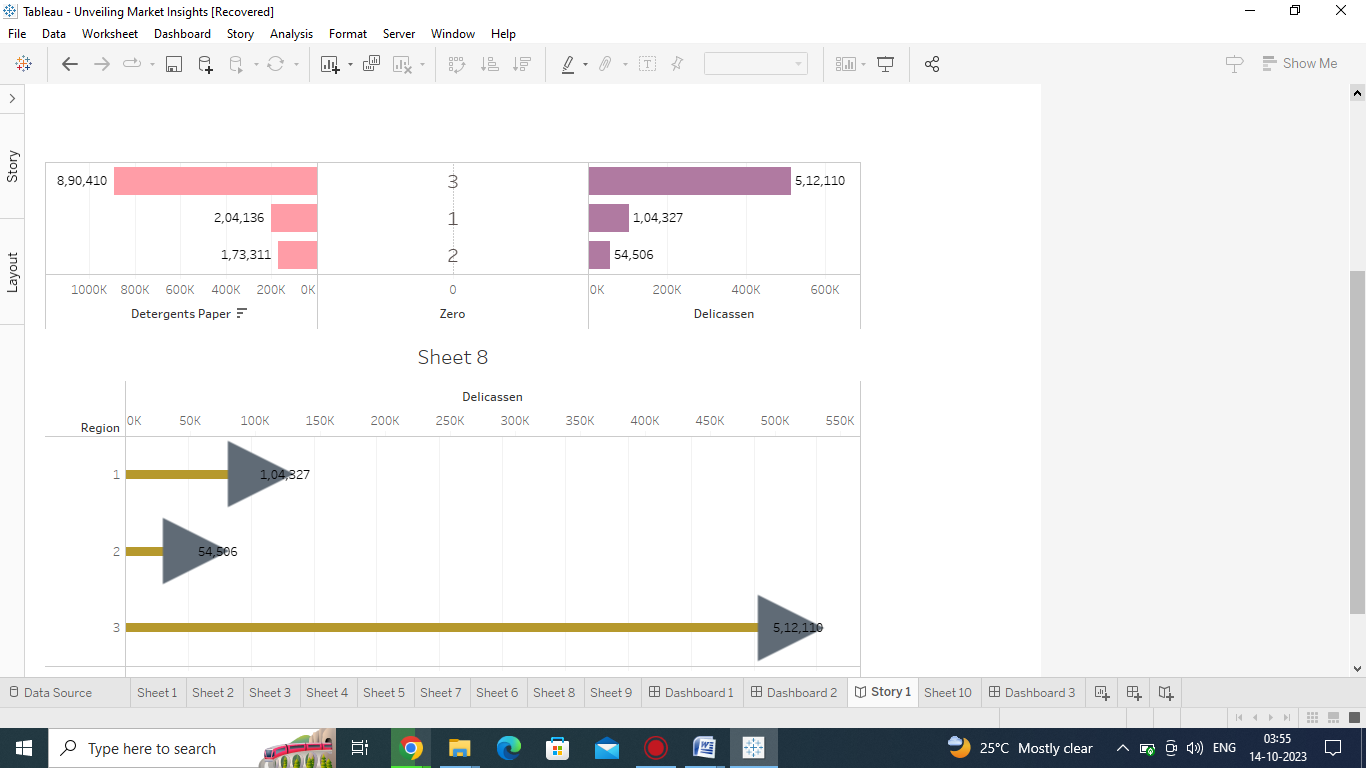 Tableau - Unveiling Market Insights [Recovered]
File Data Worksheet Dashboard Story Analysis Format Server Window Help
Show Me
Story
Layout
8,90,410 3 5,12,110
2,04,136 1 1,04,327
1,73,311 2 54,506
1000K 800K 600K 400K 200K 0K 0 0K 200K 400K 600K
Detergents Paper Zero Delicassen
Sheet 8
Delicassen
0K 50K 100K 150K 200K 250K 300K 350K 400K 450K 500K 550K
Region
1 1,04,327
2 54,506
3 5,12,110
Data Source Sheet 1 Sheet 2 Sheet 3 Sheet 4 Sheet 5 Sheet 7 Sheet 6 Sheet 8 Sheet 9 Dashboard 1 Dashboard 2 Story 1 Sheet 10 Dashboard 3
Type here to search 25°C Mostly clear ENG 03:55
14-10-2023